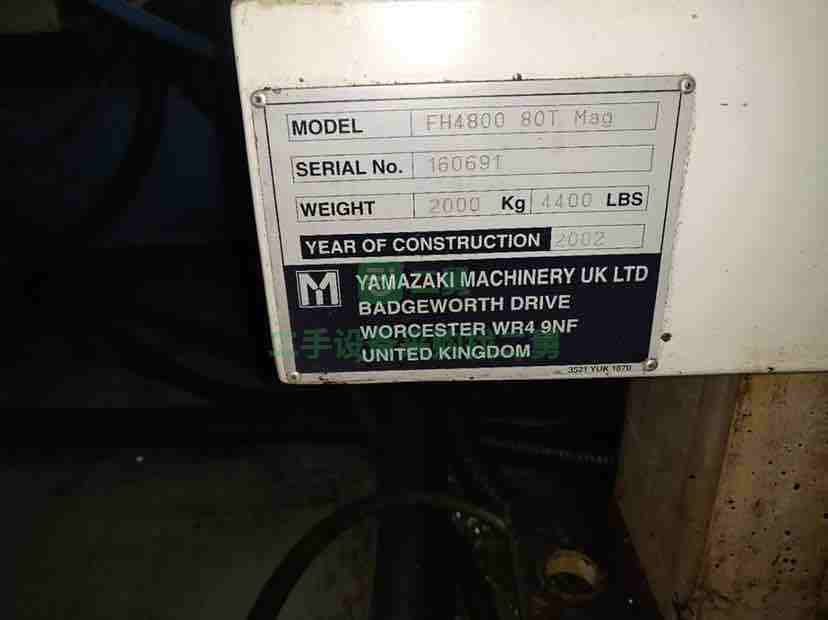 MODEL FH4800 80T Mag
SERIAL No. 160691
WEIGHT 2000 Kg 4400 LBS
YEAR OF CONSTRUCTION 2002
YAMAZAKI MACHINERY UK LTD
BADGEWORTH DRIVE
WORCESTER WR4 9NF
UNITED KINGDOM
3521 YUK 1870